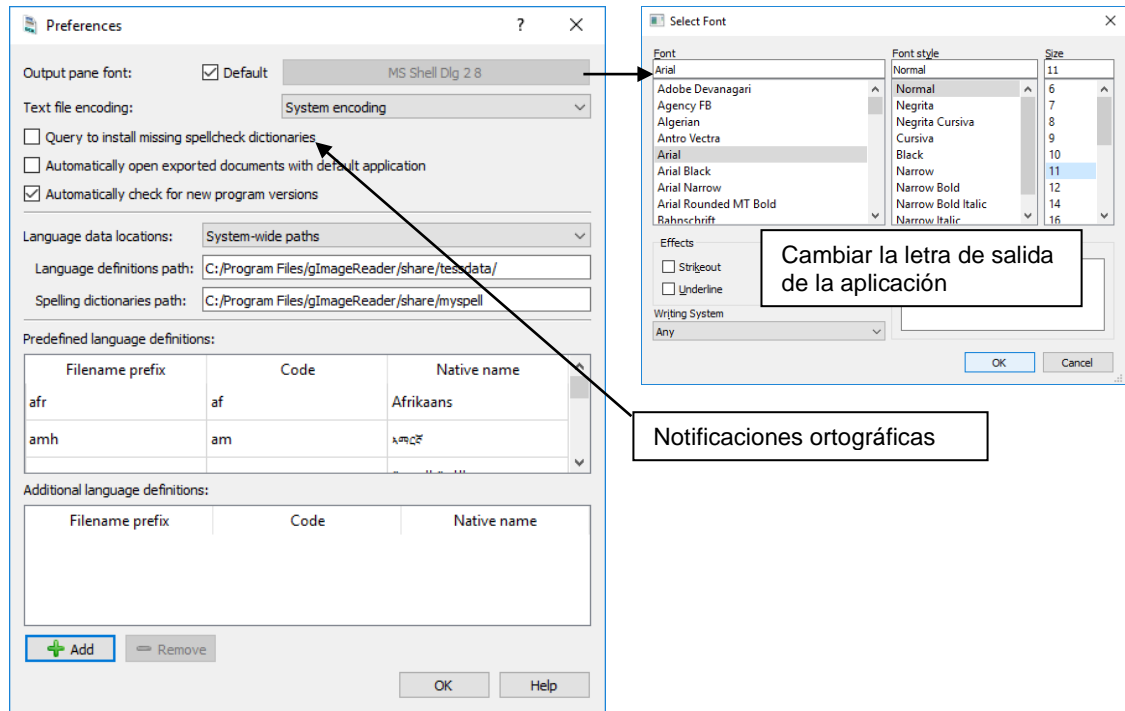 Preferences
?
Output pane font:
Default
MS Shell Dlg 2 8
Text file encoding:
System encoding
Query to install missing spellcheck dictionaries
Automatically open exported documents with default application
Automatically check for new program versions
Language data locations:
System-wide paths
Language definitions path:
C:/Program Files/gImageReader/share/tessdata/
Spelling dictionaries path:
C:/Program Files/gImageReader/share/myspell
Predefined language definitions:
Filename prefix
Code
Native name
afr
af
Afrikaans
amh
am
አማርኛ
Additional language definitions:
Filename prefix
Code
Native name
Add
Remove
OK
Help
Select Font
Font
Font style
Size
Arial
Normal
11
Adobe Devanagari
Agency FB
Algerian
Antro Vectra
Arial
Arial Black
Arial Narrow
Arial Rounded MT Bold
Bahnschrift
Normal
Negrita
Negrita Cursiva
Cursiva
Black
Narrow
Narrow Bold
Narrow Bold Italic
Narrow Italic
6
7
8
9
10
11
12
14
16
Effects
Strikeout
Underline
Writing System
Any
OK
Cancel
Cambiar la letra de salida
de la aplicación
Notificaciones ortográficas